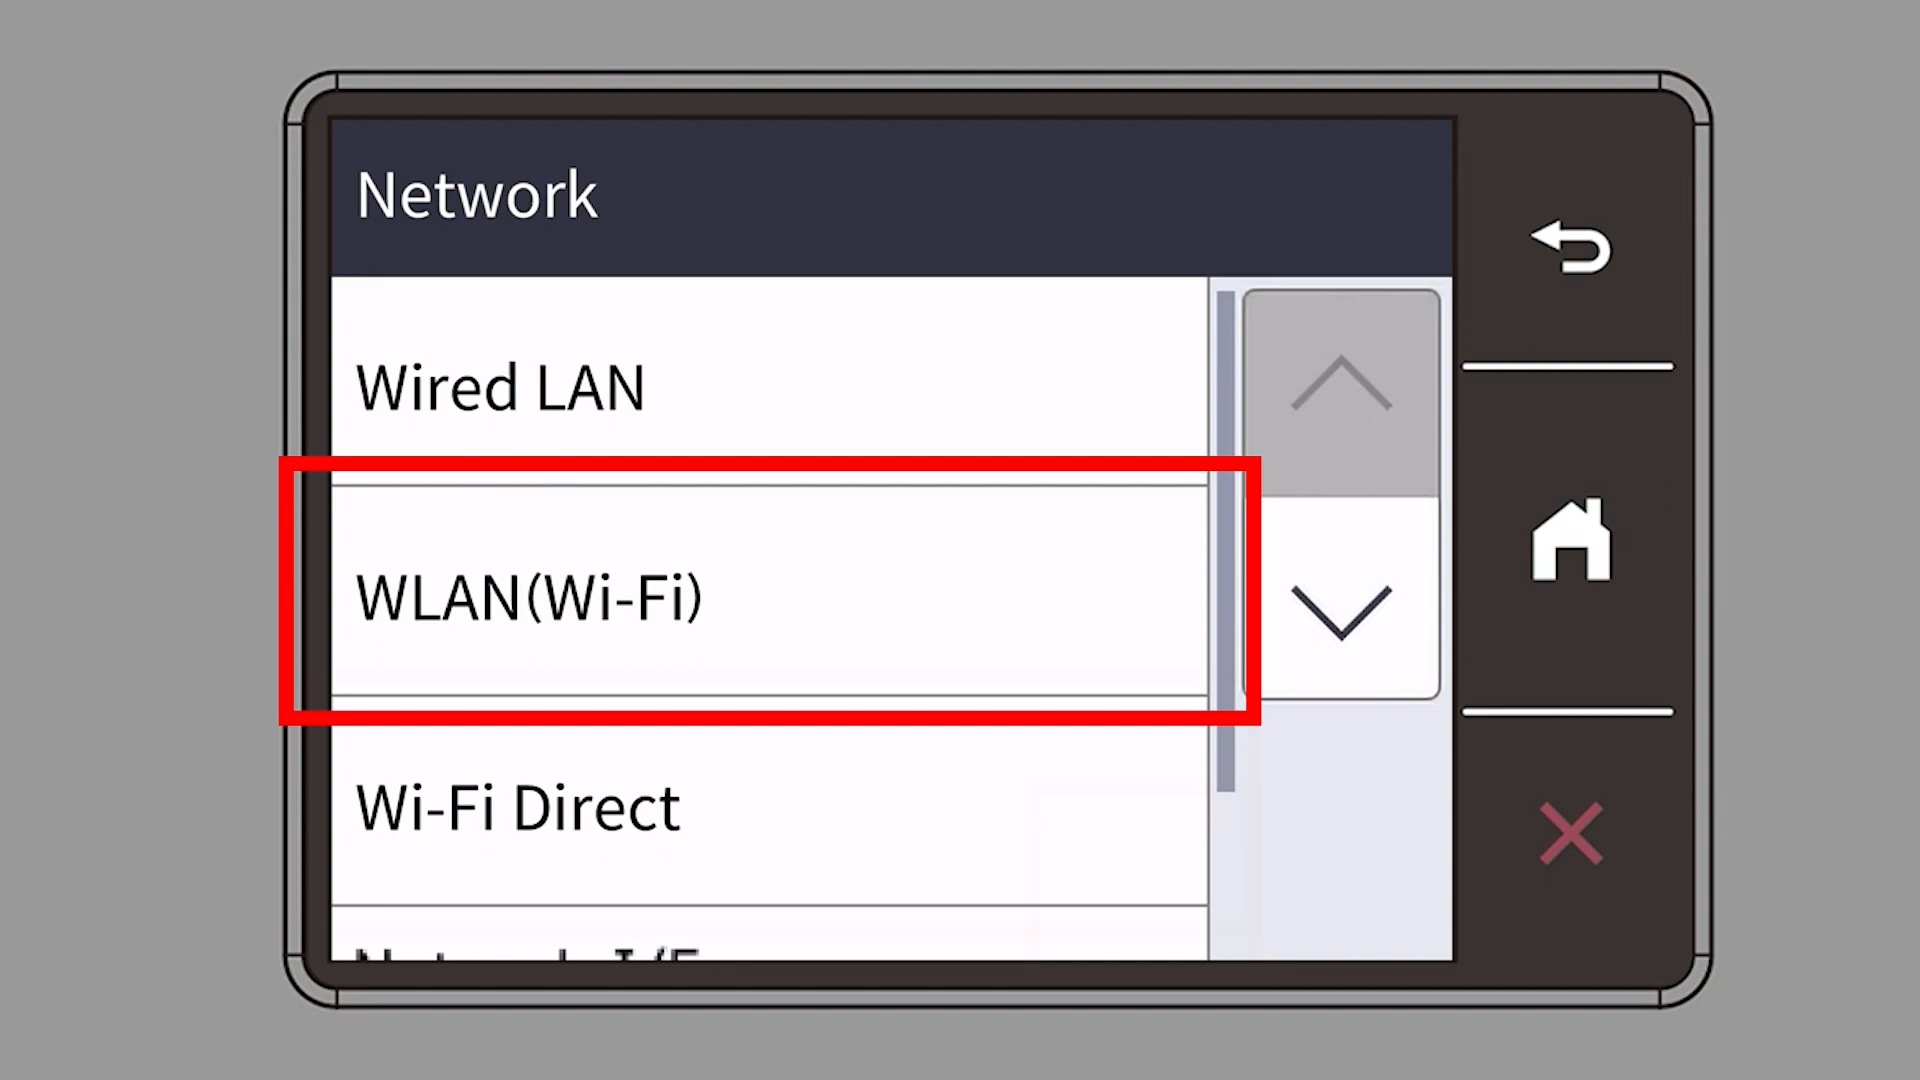 Network
Wired LAN
WLAN(Wi-Fi)
Wi-Fi Direct